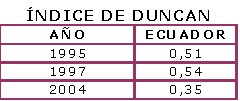 ÍNDICE DE DUNCAN
AÑO ECUADOR
1995 0,51
1997 0,54
2004 0,35